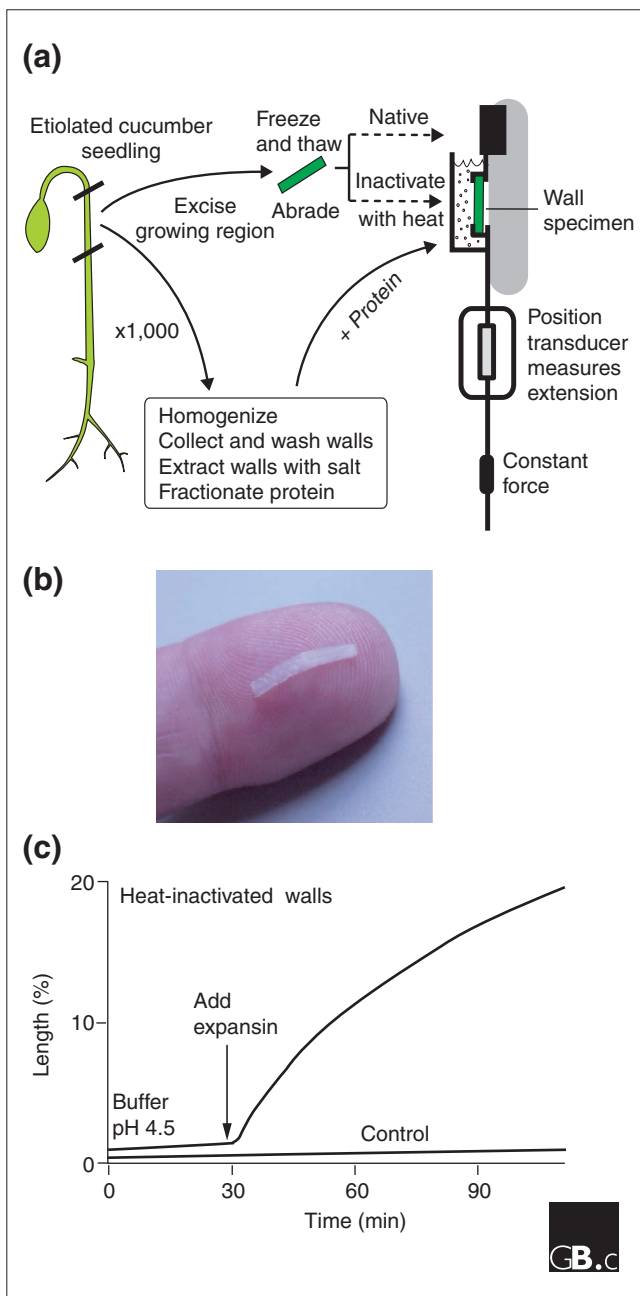 (a)
Etiolated cucumber
seedling
Freeze
and thaw
Abrade
Excise
growing region
Native
Inactivate
with heat
Wall
specimen
x1,000
+ Protein
Position
transducer
measures
extension
Homogenize
Collect and wash walls
Extract walls with salt
Fractionate protein
Constant
force
(b)
(c)
20
Heat-inactivated walls
Length (%)
Add
expansin
10
Buffer
pH 4.5
Control
0
0
30
60
90
Time (min)
GB.c